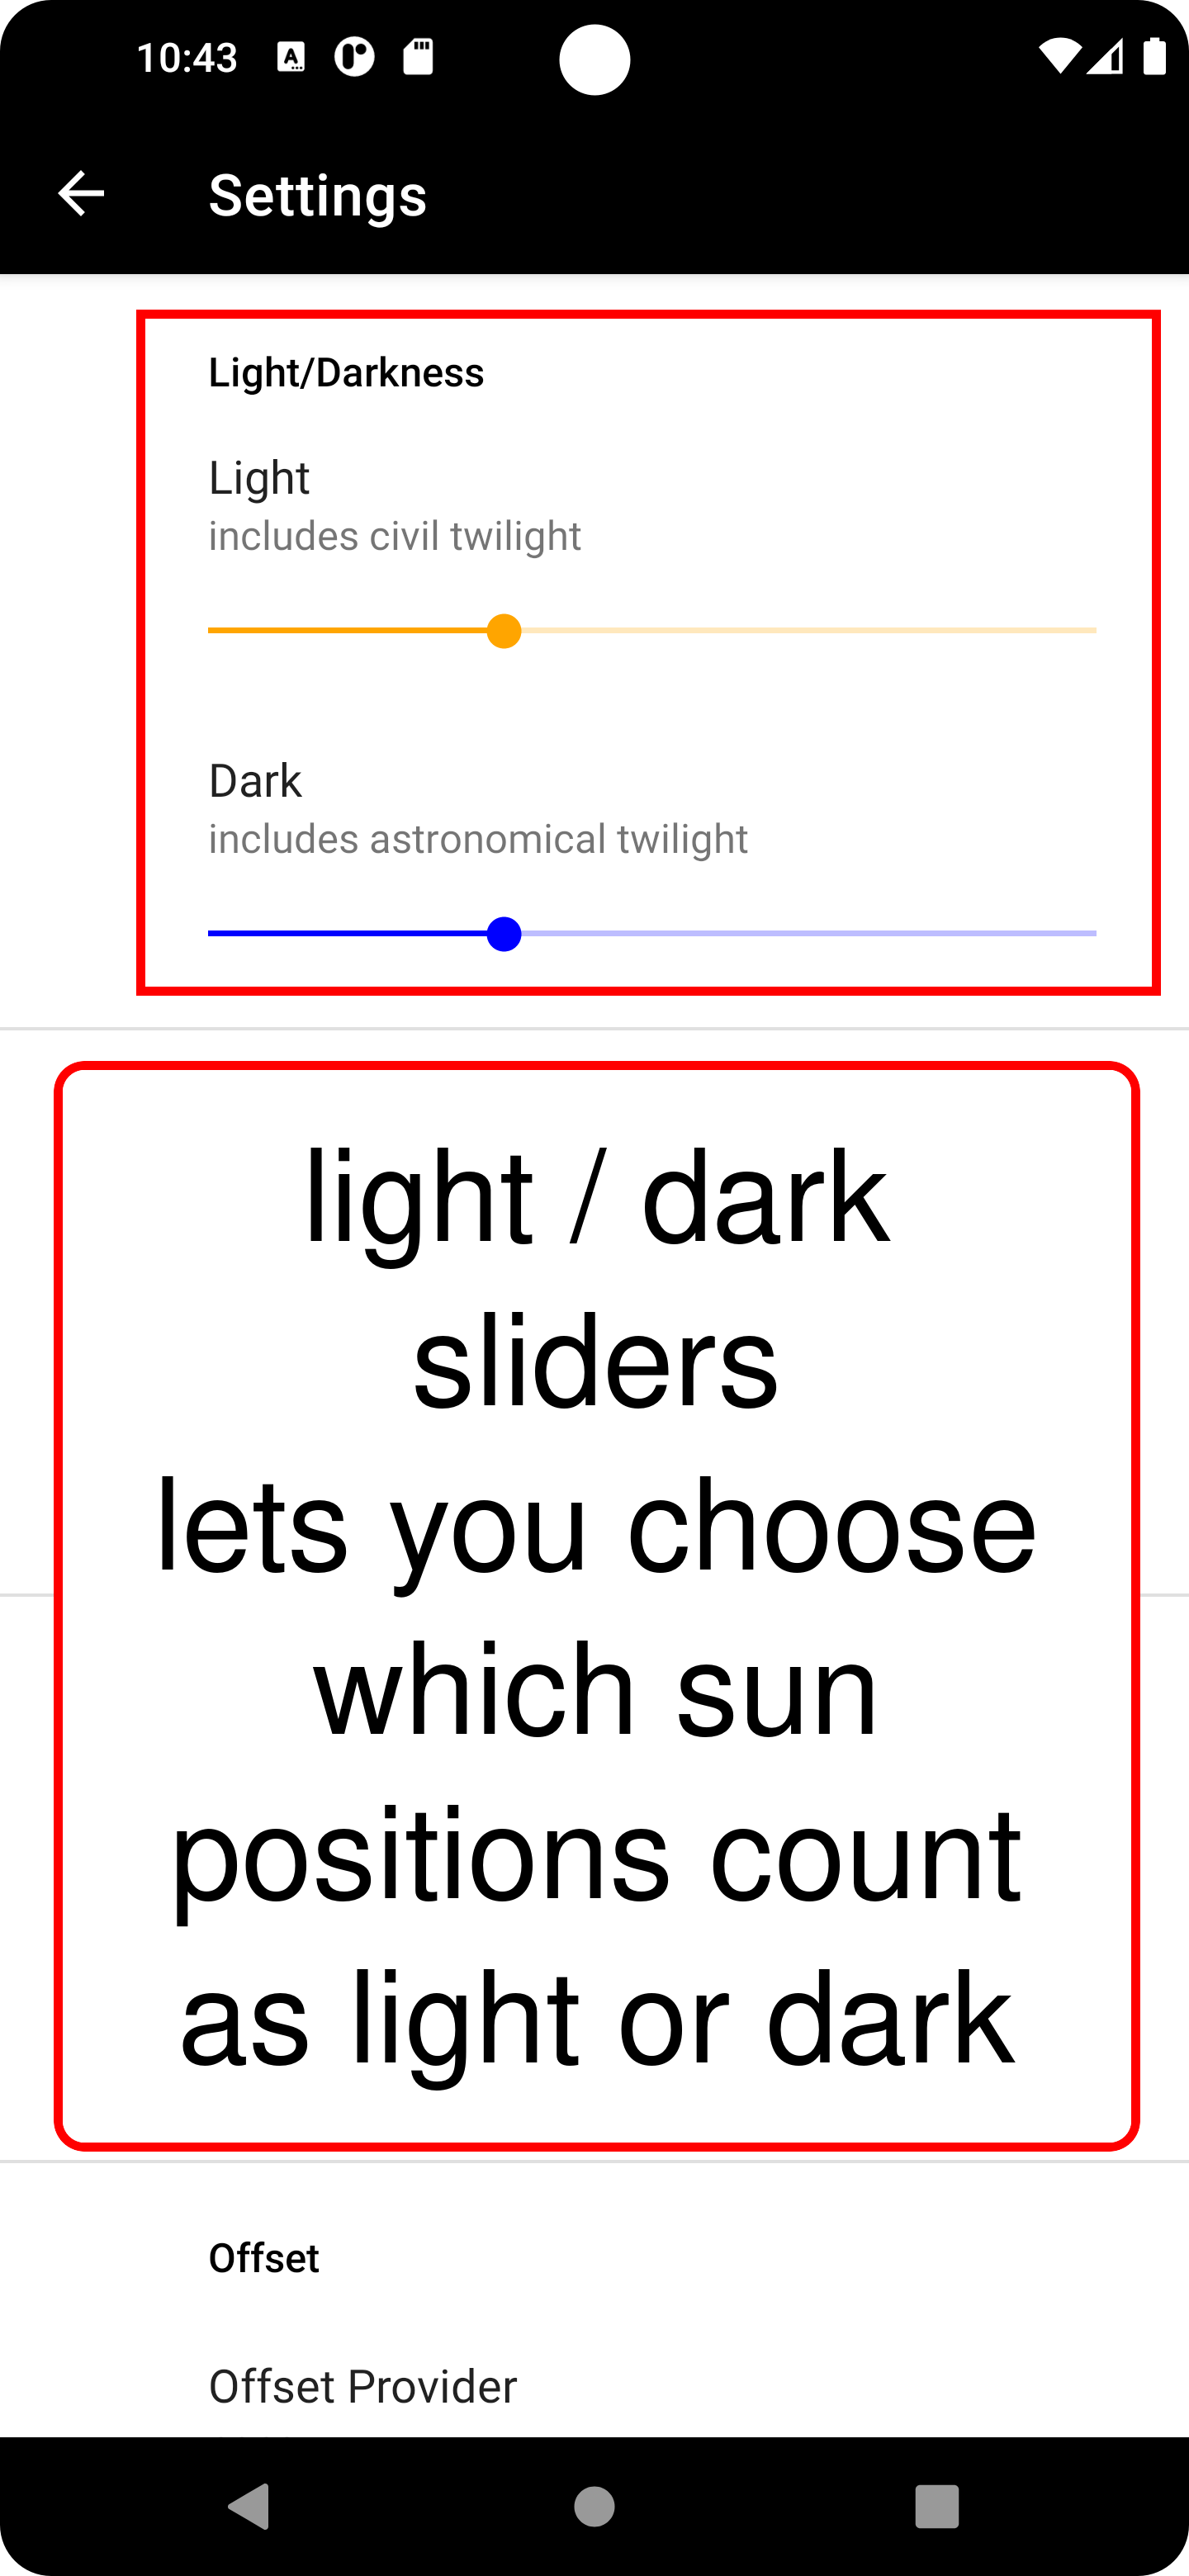 10:43
Settings
Light/Darkness
Light
includes civil twilight
Dark
includes astronomical twilight
light / dark
sliders
lets you choose
which sun
positions count
as light or dark
Offset
Offset Provider